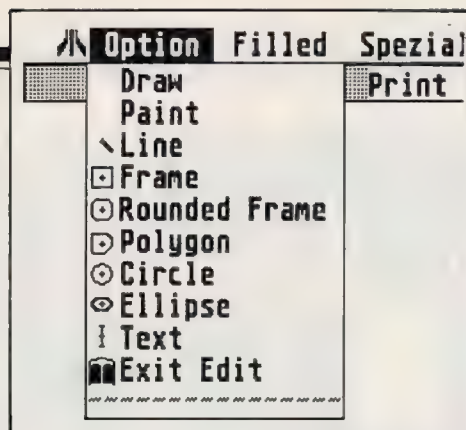 Option Filled Spezial
Print
Draw
Paint
Line
Frame
Rounded Frame
Polygon
Circle
Ellipse
Text
Exit Edit